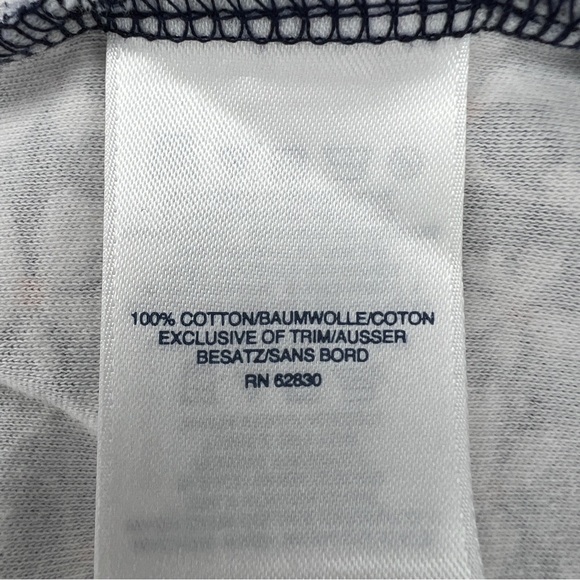 100% COTTON/BAUMWOLLE/COTON
EXCLUSIVE OF TRIM/AUSSER
BESATZ/SANS BORD
RN 62830